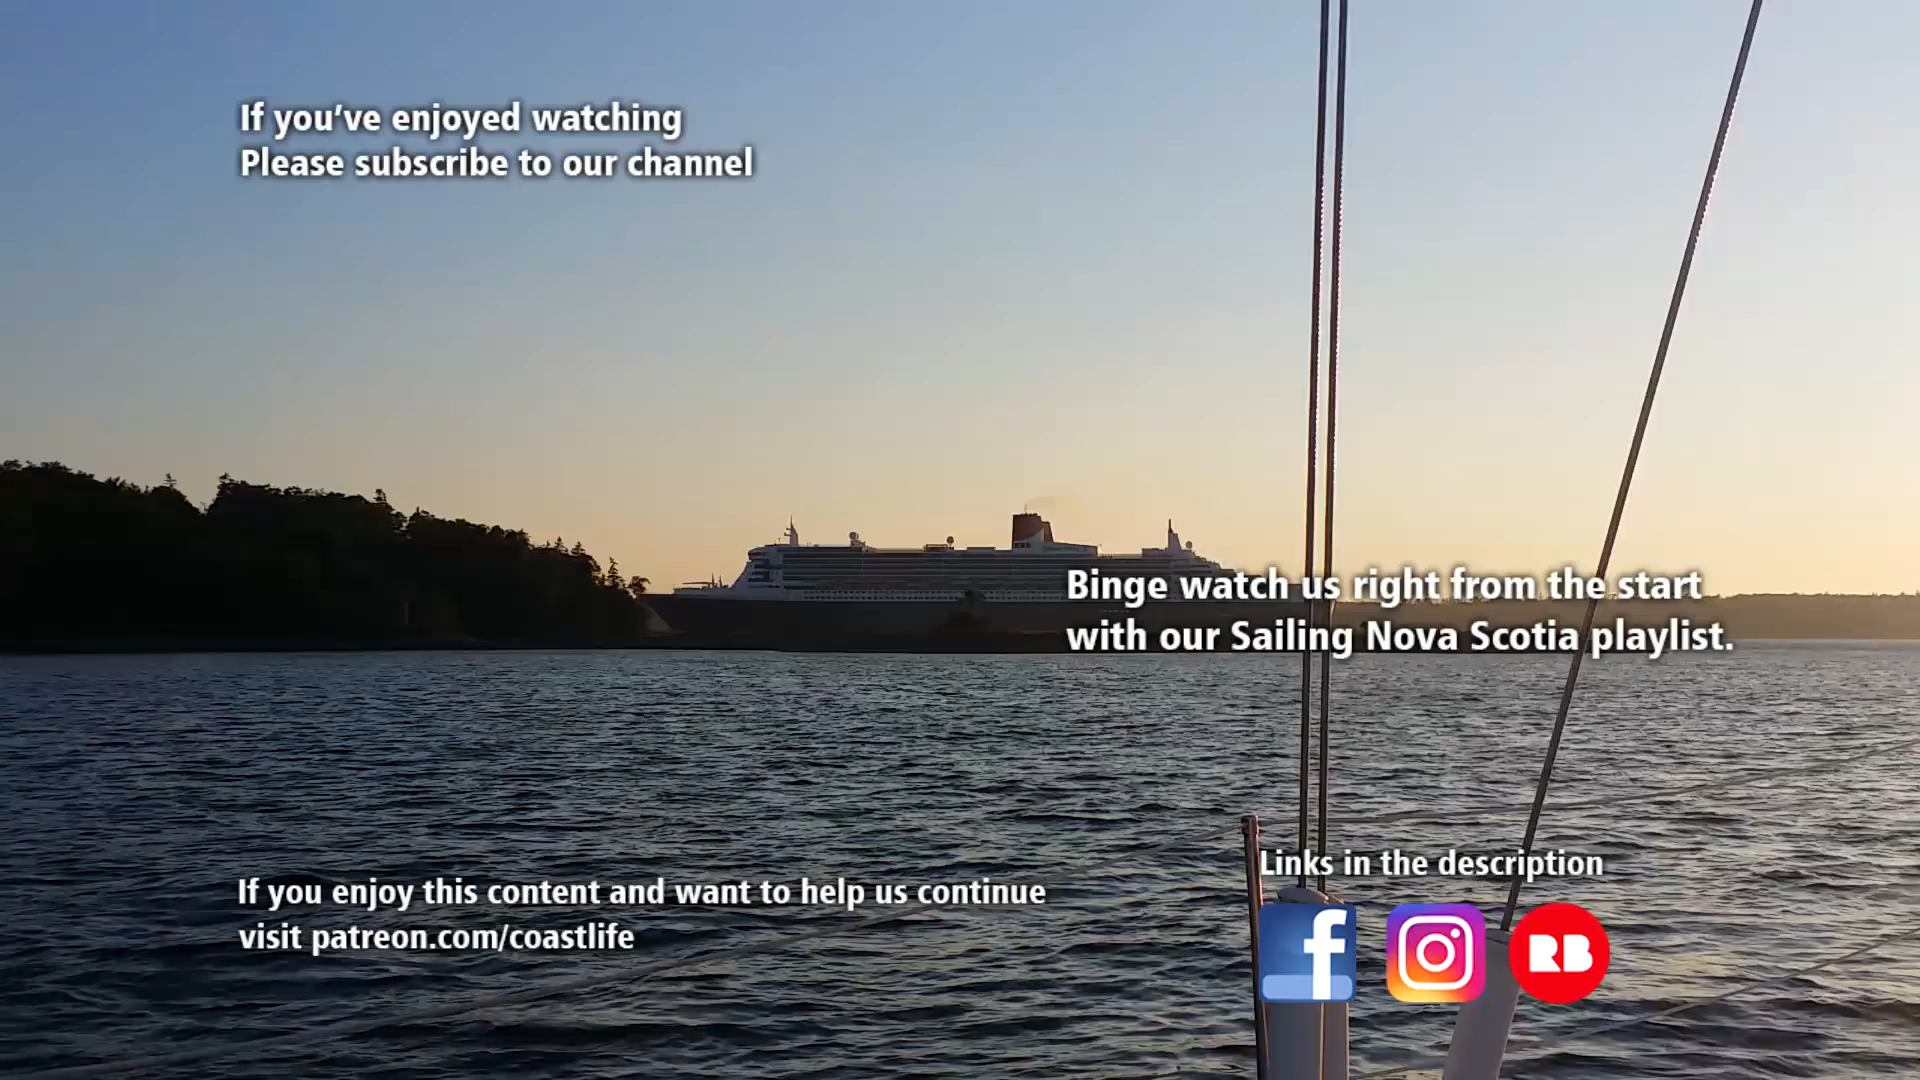 If you’ve enjoyed watching
Please subscribe to our channel
Binge watch us right from the start
with our Sailing Nova Scotia playlist.
If you enjoy this content and want to help us continue
visit patreon.com/coastlife
Links in the description
f
RB